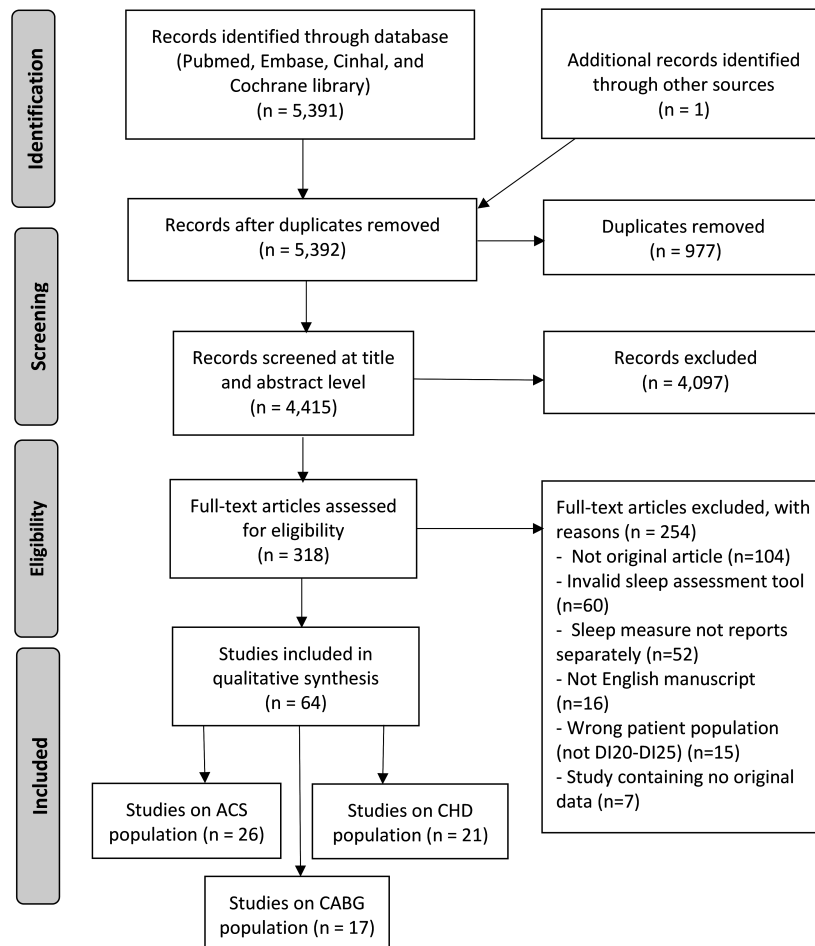 Identification
Records identified through database
(Pubmed, Embase, Cinhal, and
Cochrane library)
(n = 5,391)
Additional records identified
through other sources
(n = 1)
Records after duplicates removed
(n = 5,392)
Duplicates removed
(n = 977)
Screening
Records screened at title
and abstract level
(n = 4,415)
Records excluded
(n = 4,097)
Eligibility
Full-text articles assessed
for eligibility
(n = 318)
Full-text articles excluded, with
reasons (n = 254)
- Not original article (n=104)
- Invalid sleep assessment tool
(n=60)
- Sleep measure not reports
separately (n=52)
- Not English manuscript
(n=16)
- Wrong patient population
(not DI20-DI25) (n=15)
- Study containing no original
data (n=7)
Included
Studies included in
qualitative synthesis
(n = 64)
Studies on ACS
population (n = 26)
Studies on CHD
population (n = 21)
Studies on CABG
population (n = 17)